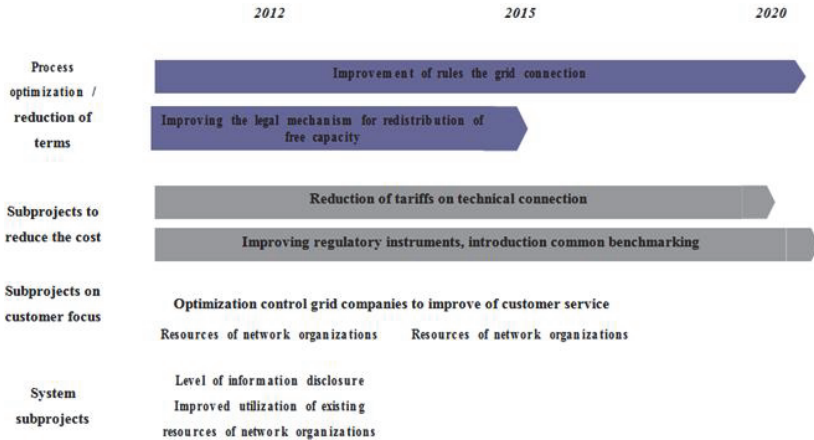 2012 2015 2020
Process
optimization /
reduction of
terms
Improvement of rules the grid connection
Improving the legal mechanism for redistribution of
free capacity
Subprojects to
reduce the cost
Reduction of tariffs on technical connection
Improving regulatory instruments, introduction common benchmarking
Subprojects on
customer focus
Optimization control grid companies to improve of customer service
Resources of network organizations Resources of network organizations
System
subprojects
Level of information disclosure
Improved utilization of existing
resources of network organizations